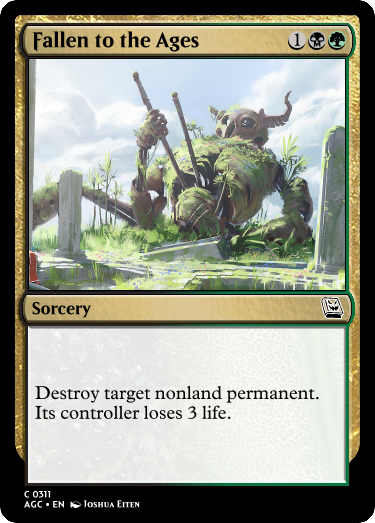 Fallen to the Ages 1
Sorcery
Destroy target nonland permanent.
Its controller loses 3 life.
C 0311
AGC • EN Joshua Eiten